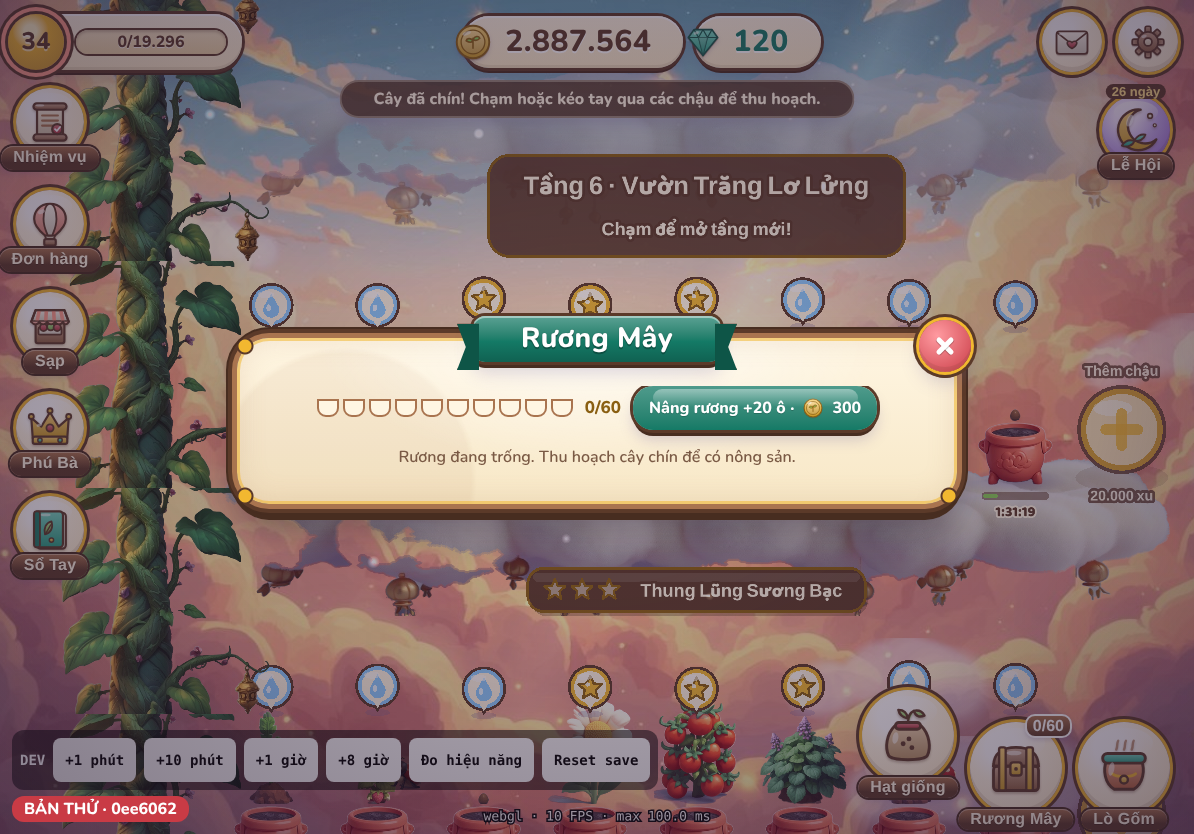 34
0/19.296
2.887.564
120
Cây đã chín! Chạm hoặc kéo tay qua các chậu để thu hoạch.
26 ngày
Nhiệm vụ
Lễ Hội
Tầng 6 · Vườn Trăng Lơ Lửng
Chạm để mở tầng mới!
Đơn hàng
Rương Mây
Sạp
Thêm chậu
0/60
Nâng rương +20 ô · 300
Rương đang trống. Thu hoạch cây chín để có nông sản.
Phú Bà
20.000 xu
1:31:19
Sổ Tay
Thung Lũng Sương Bạc
0/60
DEV
+1 phút
+10 phút
+1 giờ
+8 giờ
Đo hiệu năng
Reset save
Hạt giống
BẢN THỬ · 0ee6062
webgl · 10 FPS · max 100.0 ms
Rương Mây
Lò Gốm